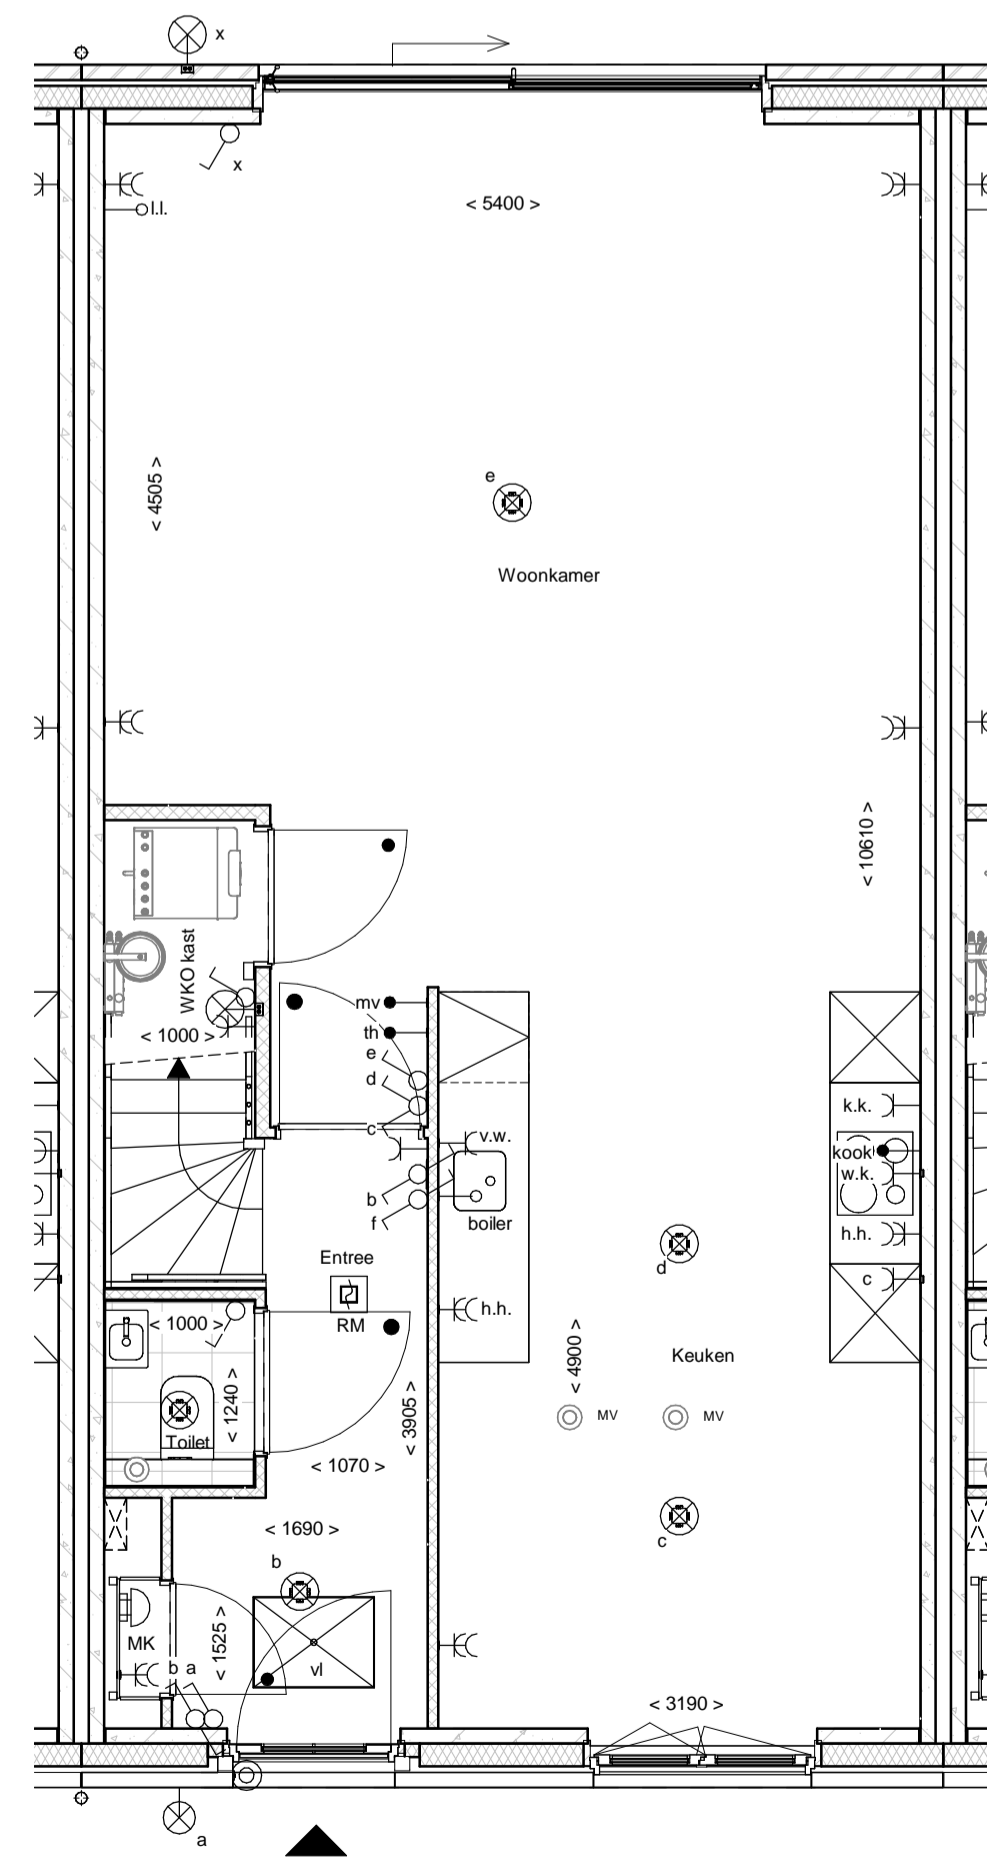 x
x
< 5400 >
l.l.
e
< 4505 >
Woonkamer
< 10610 >
WKO kast
mv
< 1000 >
th
e
d
k.k.
c
v.w.
kook
w.k.
b
f
boiler
h.h.
Entree
d
c
h.h.
RM
< 1000 >
< 4900 >
Keuken
< 1240 >
< 3905 >
MV
MV
Toilet
< 1070 >
< 1690 >
c
b
< 1525 >
MK
b a
vl
< 3190 >
a